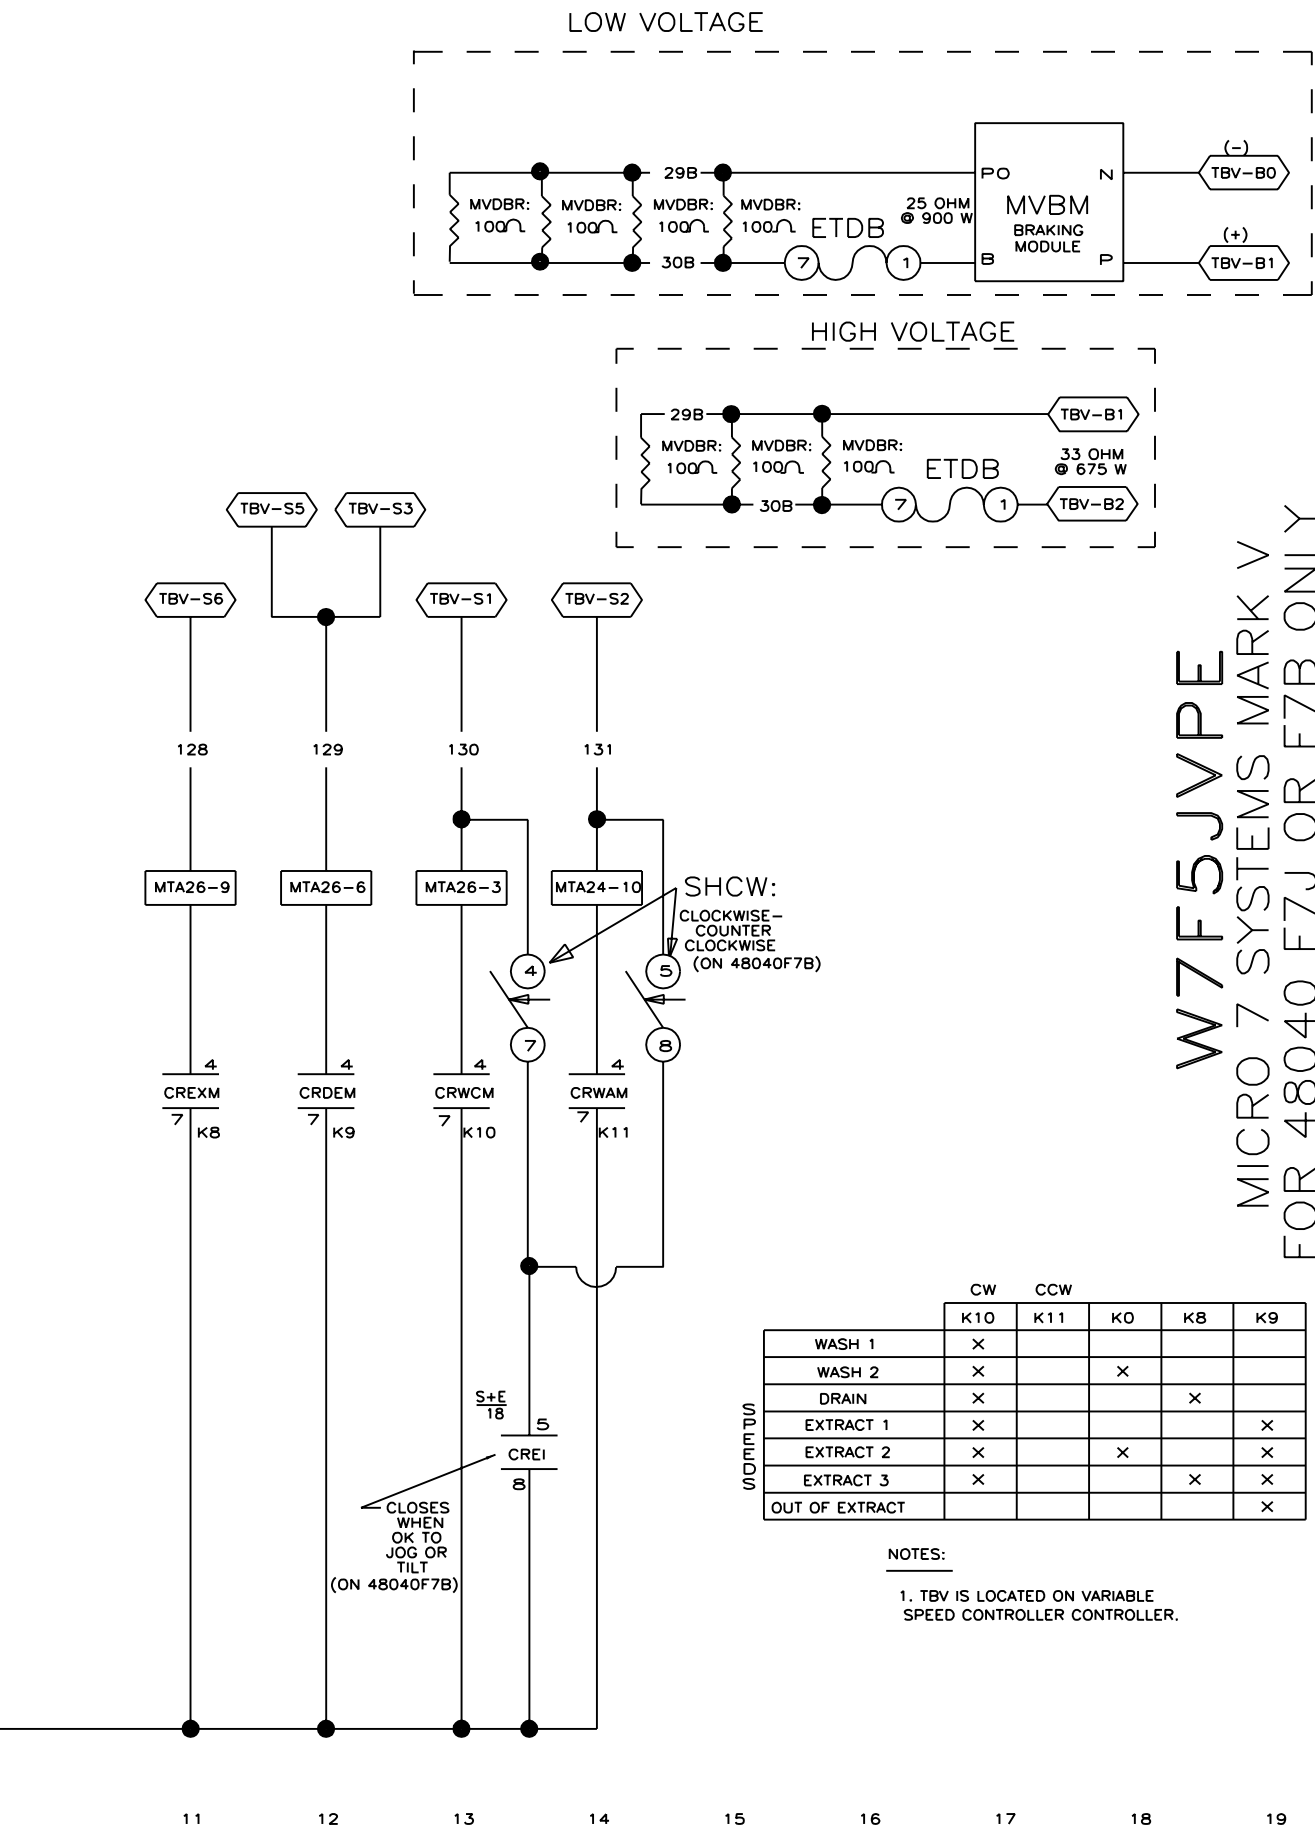 LOW VOLTAGE
29B
MVDBR:
100Ω
MVDBR:
100Ω
MVDBR:
100Ω
MVDBR:
100Ω
30B
ETDB
7
1
25 OHM
@ 900 W
PO
N
MVBM
BRAKING
MODULE
B
P
(-)
TBV-B0
(+)
TBV-B1
HIGH VOLTAGE
29B
TBV-B1
MVDBR:
100Ω
MVDBR:
100Ω
MVDBR:
100Ω
30B
ETDB
7
1
33 OHM
@ 675 W
TBV-B2
TBV-S5
TBV-S3
TBV-S6
TBV-S1
TBV-S2
128
129
130
131
MTA26-9
MTA26-6
MTA26-3
MTA24-10
SHCW:
CLOCKWISE-
COUNTER
CLOCKWISE
(ON 48040F7B)
4
5
7
8
4
CREXM
7
K8
4
CRDEM
7
K9
4
CRWCM
7
K10
4
CRWAM
7
K11
W7F5JVPE
MICRO 7 SYSTEMS MARK V
FOR 48040 F7J OR F7B ONLY
S+E
18
5
CREI
8
CLOSES
WHEN
OK TO
JOG OR
TILT
(ON 48040F7B)
CW CCW
K10 K11 K0 K8 K9
SPEEDS
WASH 1 X
WASH 2 X X
DRAIN X X
EXTRACT 1 X X
EXTRACT 2 X X X
EXTRACT 3 X X X
OUT OF EXTRACT X
NOTES:
1. TBV IS LOCATED ON VARIABLE
SPEED CONTROLLER CONTROLLER.
11 12 13 14 15 16 17 18 19